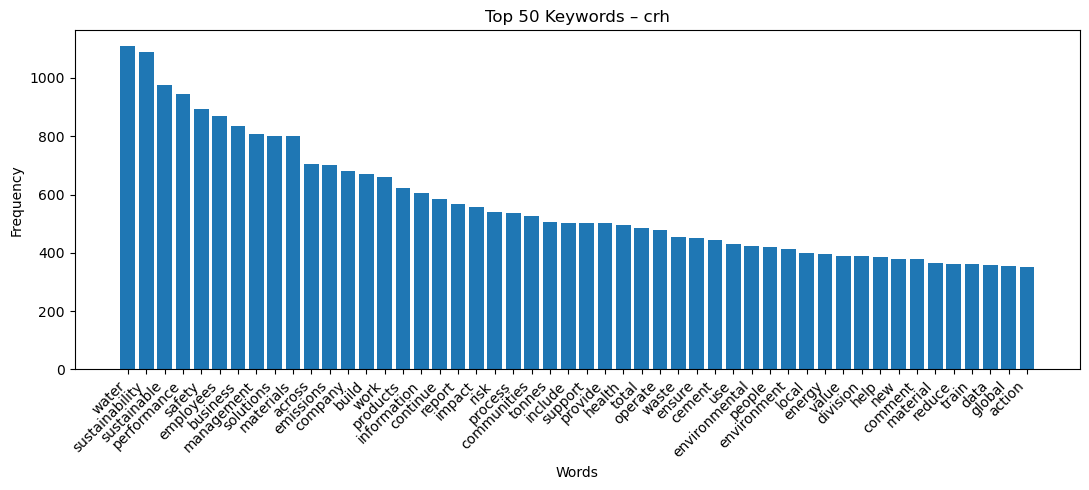 Top 50 Keywords – crh
Frequency
1000
800
600
400
200
0
water
sustainability
sustainable
performance
safety
employees
business
management
solutions
materials
across
emissions
company
build
work
products
information
continue
report
impact
risk
process
communities
tonnes
include
support
provide
health
total
operate
waste
ensure
cement
use
environmental
people
environment
local
energy
value
division
help
new
comment
material
reduce
train
data
global
action
Words